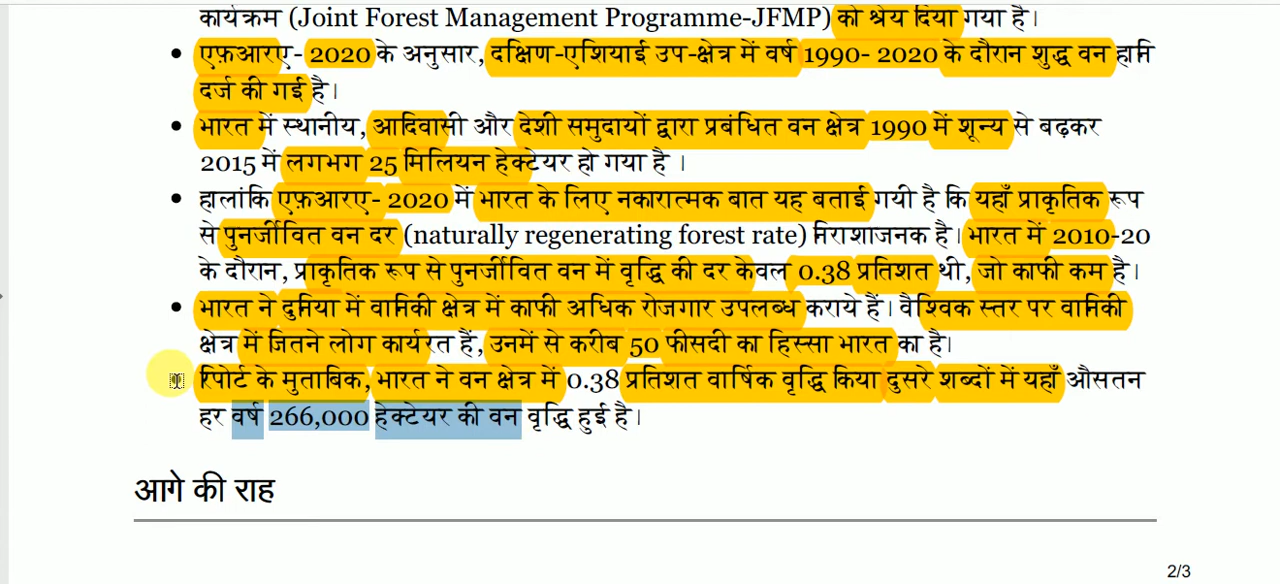 कार्यक्रम (Joint Forest Management Programme-JFMP) को श्रेय दिया गया है।
• एफ़आरए- 2020 के अनुसार, दक्षिण-एशियाई उप-क्षेत्र में वर्ष 1990- 2020 के दौरान शुद्ध वन हानि
दर्ज की गई है।
• भारत में स्थानीय, आदिवासी और देशी समुदायों द्वारा प्रबंधित वन क्षेत्र 1990 में शून्य से बढ़कर
2015 में लगभग 25 मिलियन हेक्टेयर हो गया है ।
• हालांकि एफ़आरए- 2020 में भारत के लिए नकारात्मक बात यह बताई गयी है कि यहाँ प्राकृतिक रूप
से पुनर्जीवित वन दर (naturally regenerating forest rate) निराशाजनक है। भारत में 2010-20
के दौरान, प्राकृतिक रूप से पुनर्जीवित वन में वृद्धि की दर केवल 0.38 प्रतिशत थी, जो काफी कम है।
• भारत ने दुनिया में वानिकी क्षेत्र में काफी अधिक रोजगार उपलब्ध कराये हैं। वैश्विक स्तर पर वानिकी
क्षेत्र में जितने लोग कार्यरत हैं, उनमें से करीब 50 फीसदी का हिस्सा भारत का है।
रिपोर्ट के मुताबिक, भारत ने वन क्षेत्र में 0.38 प्रतिशत वार्षिक वृद्धि किया दुसरे शब्दों में यहाँ औसतन
हर वर्ष 266,000 हेक्टेयर की वन वृद्धि हुई है।
आगे की राह
2/3